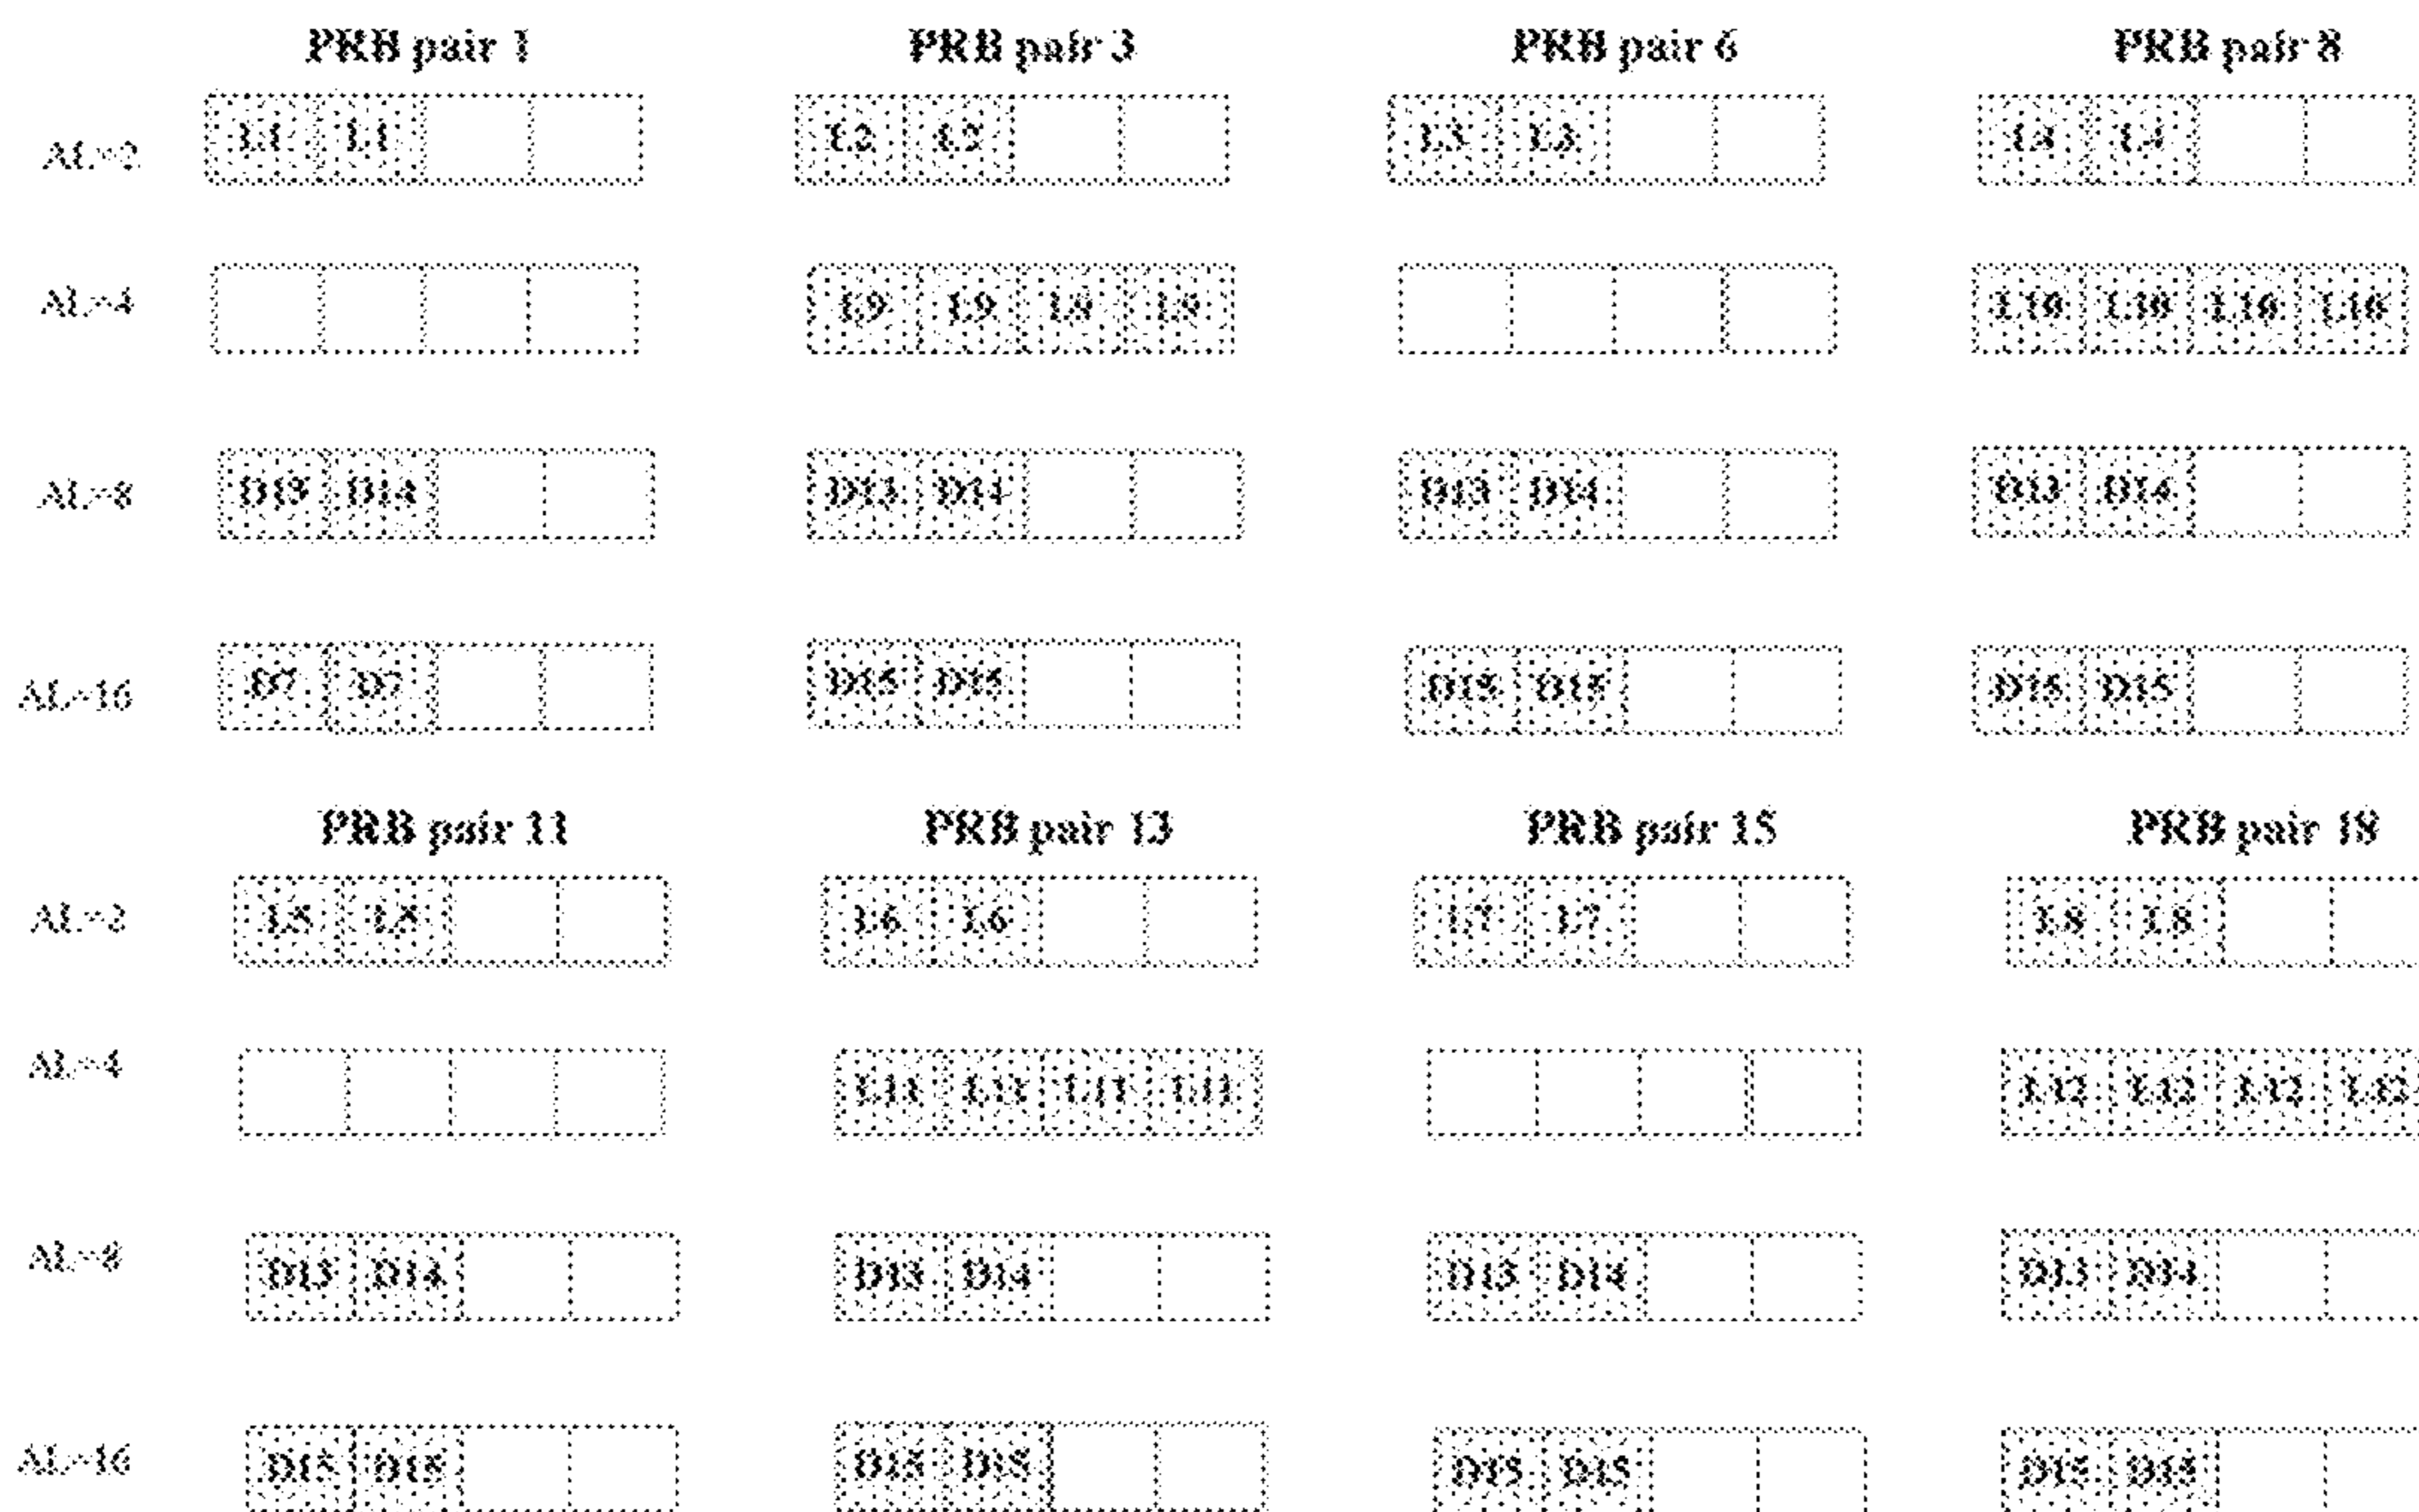 PRB pair 1 PRB pair 3 PRB pair 6 PRB pair 8
AL=2 L1 L1 L2 L2 L3 L3 L4 L4
AL=4 L9 L9 L9 L9 L10 L10 L10 L10
AL=8 D13 D14 D13 D14 D13 D14 D13 D14
AL=16 D7 D7 D15 D15 D15 D15 D15
PRB pair 11 PRB pair 13 PRB pair 15 PRB pair 18
AL=2 L6 L6 L7 L7 L8 L8
AL=4 L11 L11 L11 L11 L12 L12 L12 L12
AL=8 D13 D14 D13 D14 D13 D14 D13 D14
AL=16 D15 D15 D15 D15 D15 D15 D15 D15